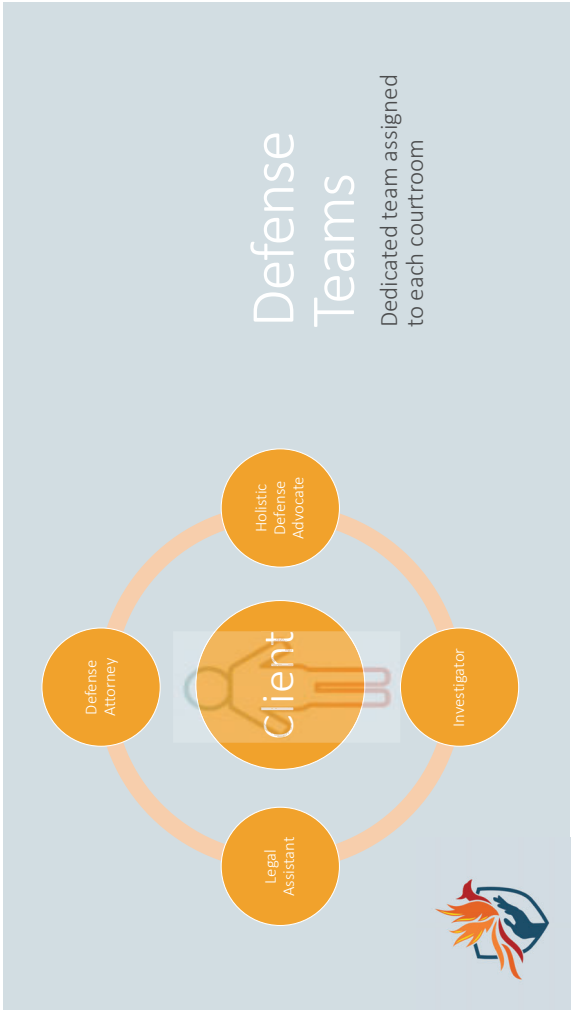 Defense
Teams
Dedicated team assigned
to each courtroom
Defense
Attorney
Holistic
Defense
Advocate
Investigator
Legal
Assistant
Client